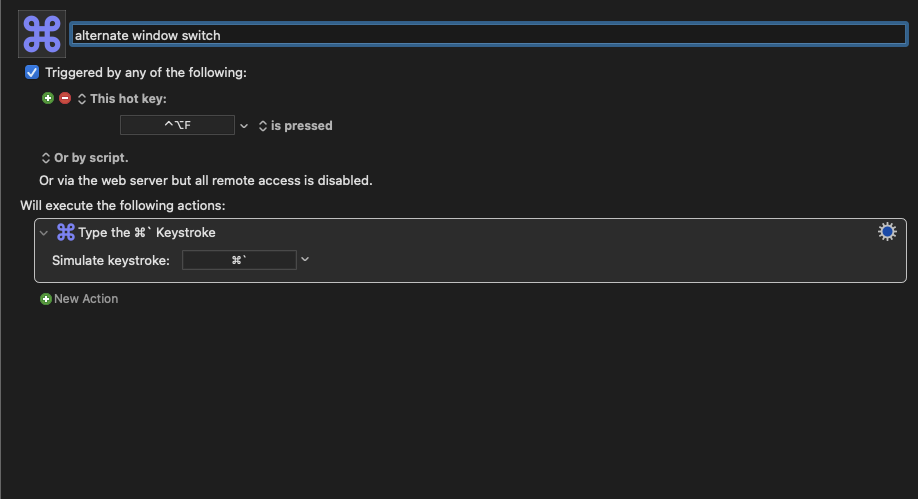 alternate window switch
Triggered by any of the following:
This hot key:
^⌥F is pressed
Or by script.
Or via the web server but all remote access is disabled.
Will execute the following actions:
Type the ⌘` Keystroke
Simulate keystroke: ⌘`
New Action